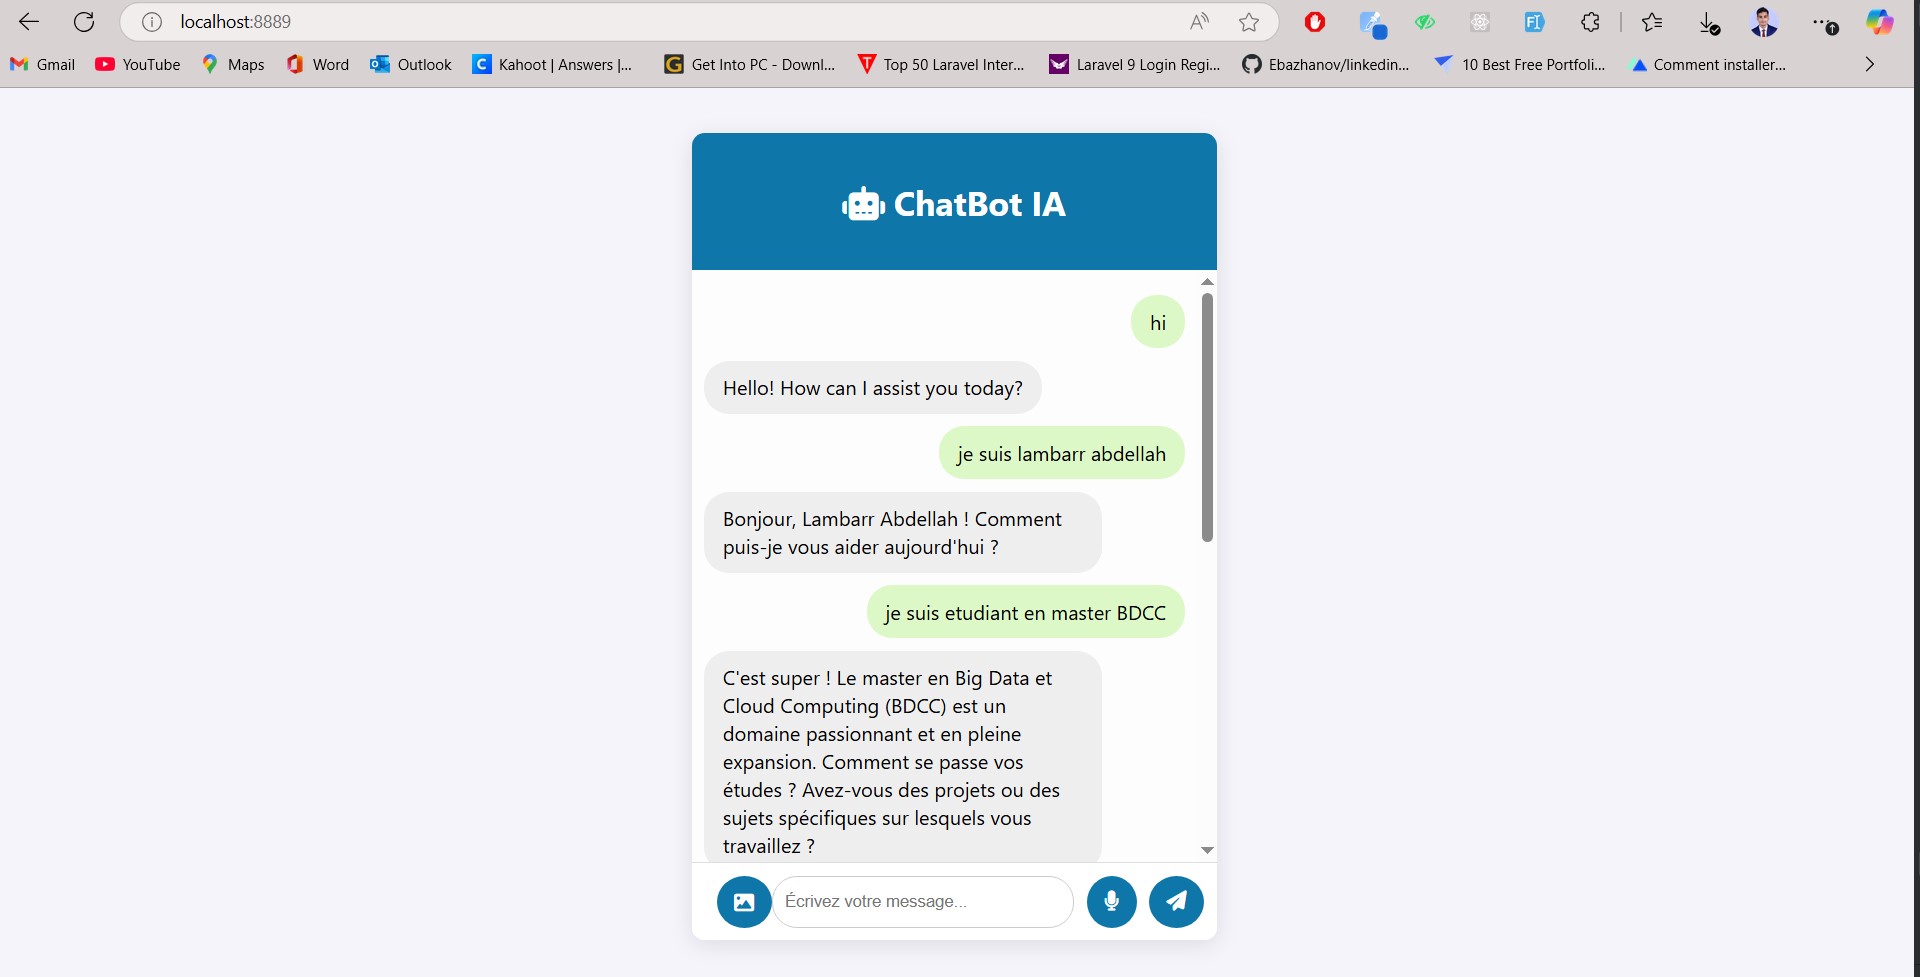 localhost:8889
Gmail
YouTube
Maps
Word
Outlook
Kahoot | Answers |...
Get Into PC - Downl...
Top 50 Laravel Inter...
Laravel 9 Login Regi...
Ebazhanov/linkedin...
10 Best Free Portfoli...
Comment installer...
ChatBot IA
hi
Hello! How can I assist you today?
je suis lambarr abdellah
Bonjour, Lambarr Abdellah ! Comment
puis-je vous aider aujourd'hui ?
je suis etudiant en master BDCC
C'est super ! Le master en Big Data et
Cloud Computing (BDCC) est un
domaine passionnant et en pleine
expansion. Comment se passe vos
études ? Avez-vous des projets ou des
sujets spécifiques sur lesquels vous
travaillez ?
Écrivez votre message...